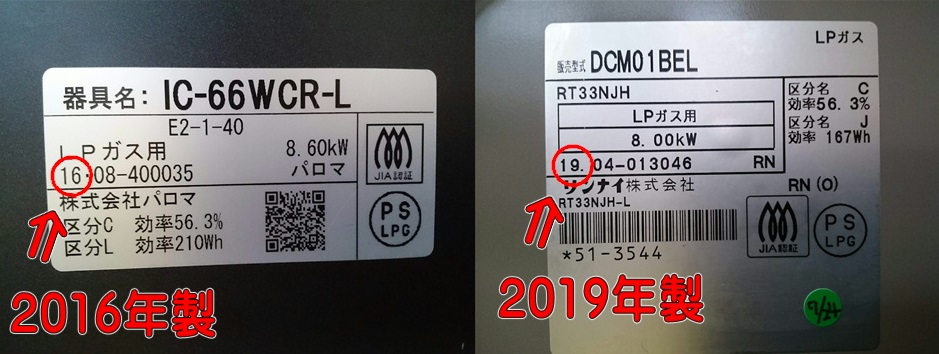 器具名: IC-66WCR-L
E2-1-40
LPガス用 8.60kW
16.08-400035 パロマ
株式会社パロマ
区分C 効率56.3%
区分L 効率210Wh
JIA認証
PS
LPG
2016年製
LPガス
販売型式 DCM01BEL
RT33NJH
LPガス用
8.00kW
19.04-013046 RN
リンナイ株式会社
RT33NJH-L
*51-3544
区分名 C
効率56.3%
区分名 J
効率 167Wh
RN (O)
JIA認証
PS
LPG
9/24
2019年製